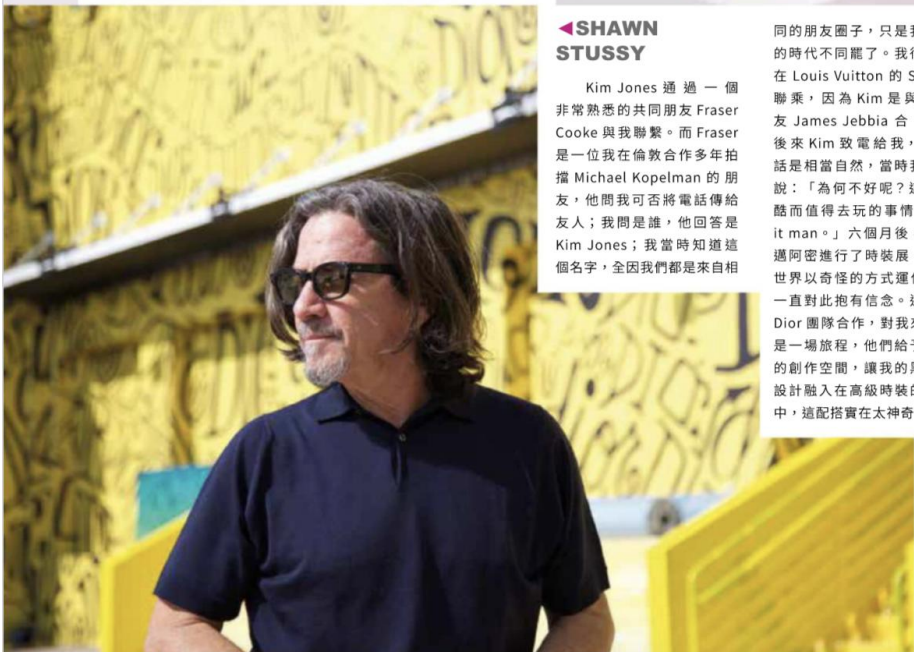 ◀SHAWN
STUSSY
Kim Jones 通過一個
非常熟悉的共同朋友 Fraser
Cooke 與我聯繫。而 Fraser
是一位我在倫敦合作多年拍
擋 Michael Kopelman 的朋
友，他問我可否將電話傳給
友人；我問是誰，他回答是
Kim Jones；我當時知道這
個名字，全因我們都是來自相
同的朋友圈子，只是
的時代不同罷了。我
在 Louis Vuitton 的 S
聯乘，因為 Kim 是與
友 James Jebbia 合
後來 Kim 致電給我，
話是相當自然，當時
說：「為何不好呢？
酷而值得去玩的事情
it man。」六個月後
邁阿密進行了時裝展
世界以奇怪的方式運
一直對此抱有信念。
Dior 團隊合作，對我
是一場旅程，他們給
的創作空間，讓我的
設計融入在高級時裝
中，這配搭實在太神奇